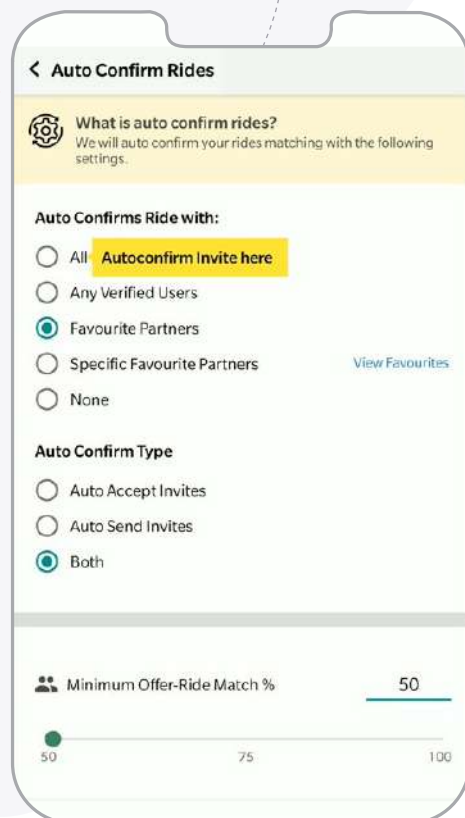 Auto Confirm Rides
What is auto confirm rides?
We will auto confirm your rides matching with the following
settings.
Auto Confirms Ride with:
All Autoconfirm Invite here
Any Verified Users
Favourite Partners
Specific Favourite Partners View Favourites
None
Auto Confirm Type
Auto Accept Invites
Auto Send Invites
Both
Minimum Offer-Ride Match % 50
50 75 100